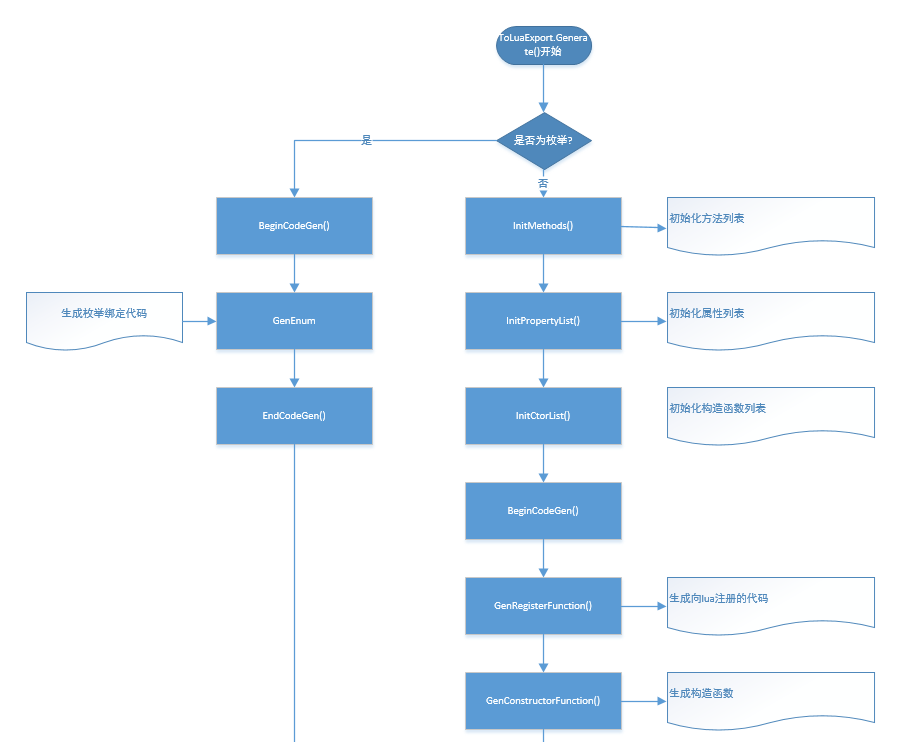 ToLuaExport.Genera
te()开始
是否为枚举?
是
否
BeginCodeGen()
InitMethods()
初始化方法列表
生成枚举绑定代码
GenEnum
InitPropertyList()
初始化属性列表
EndCodeGen()
InitCtorList()
初始化构造函数列表
BeginCodeGen()
GenRegisterFunction()
生成向lua注册的代码
GenConstructorFunction()
生成构造函数